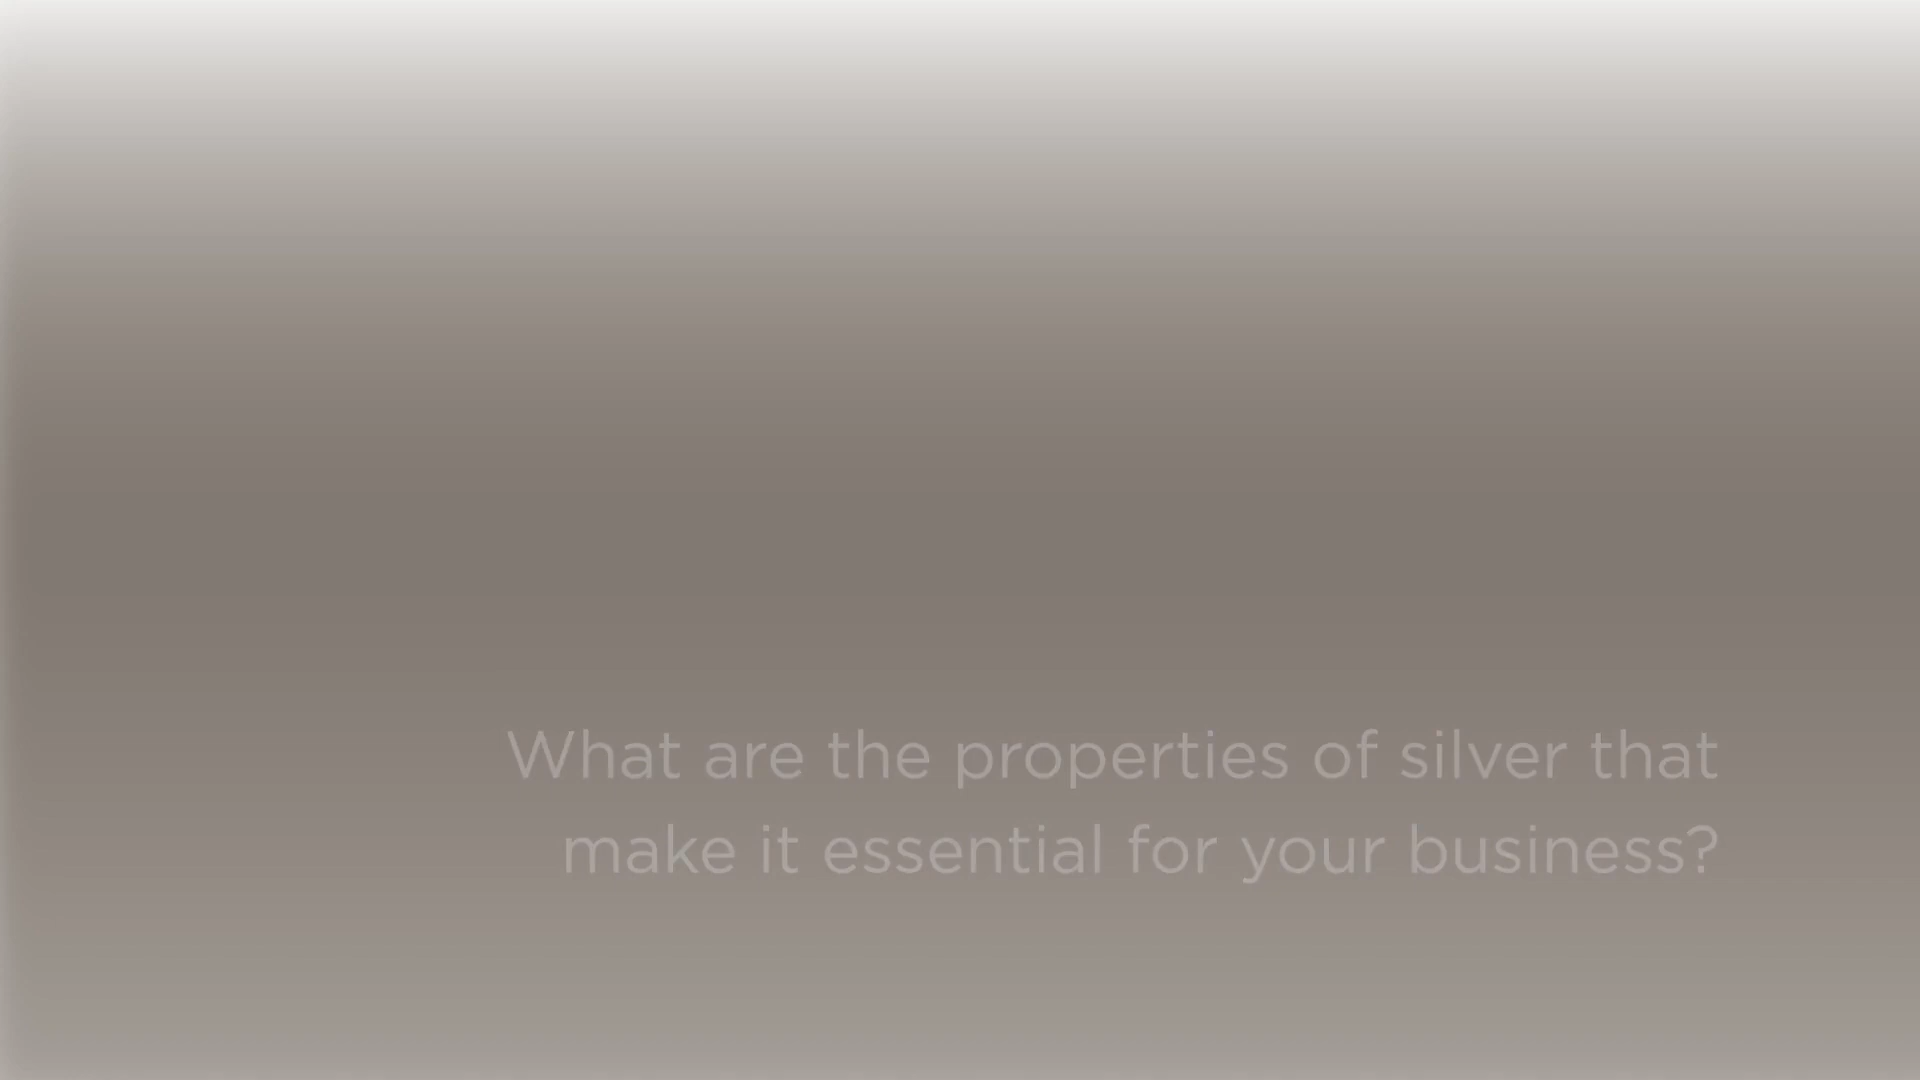 What are the properties of silver that
make it essential for your business?